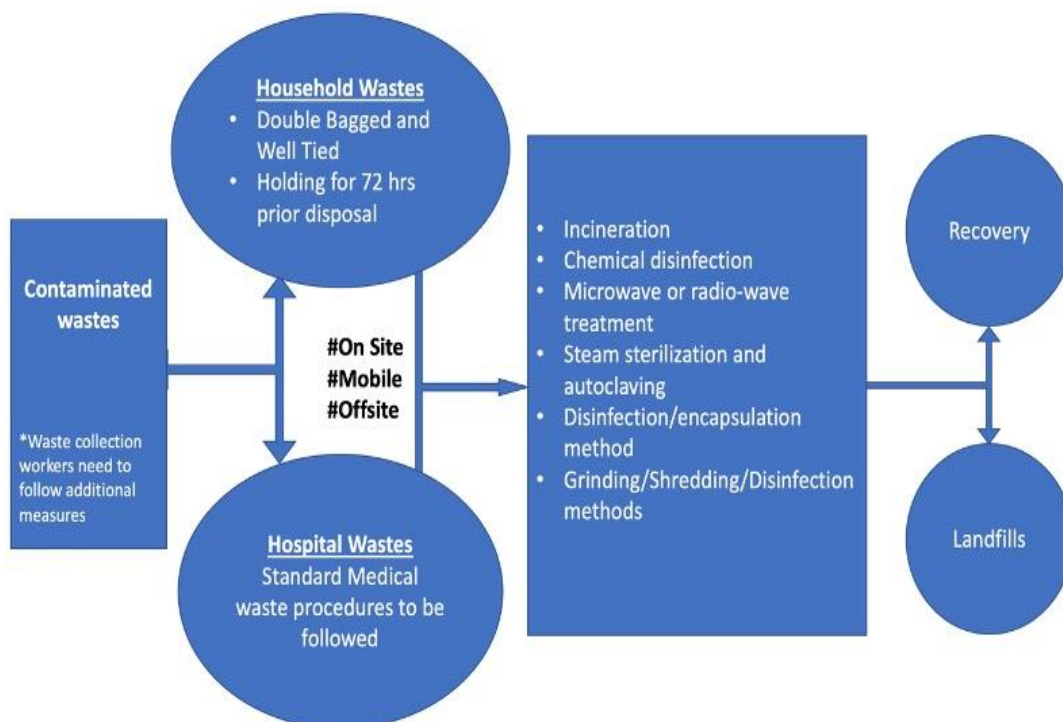 Contaminated
wastes
*Waste collection
workers need to
follow additional
measures
Household Wastes
• Double Bagged and
Well Tied
• Holding for 72 hrs
prior disposal
#On Site
#Mobile
#Offsite
Hospital Wastes
Standard Medical
waste procedures to be
followed
• Incineration
• Chemical disinfection
• Microwave or radio-wave
treatment
• Steam sterilization and
autoclaving
• Disinfection/encapsulation
method
• Grinding/Shredding/Disinfection
methods
Recovery
Landfills